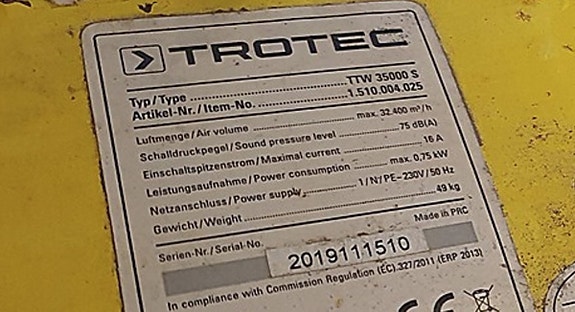 TROTEC
Typ/Type ........ TTW 35000 S
Artikel-Nr./Item-No. ........ 1.510.004.025
Luftmenge/Air volume ........ max. 32.400 m³/h
Schalldruckpegel/Sound pressure level ........ 75 dB(A)
Einschaltspitzenstrom/Maximal current ........ 16 A
Leistungsaufnahme/Power consumption ........ max. 0,75 kW
Netzanschluss/Power supply ........ 1/N/PE~230V/50 Hz
Gewicht/Weight ........ 49 kg
Made in PRC
Serien-Nr./Serial-No.
2019111510
In compliance with Commission Regulation (EC) 327/2011 (ERP 2013)
CE